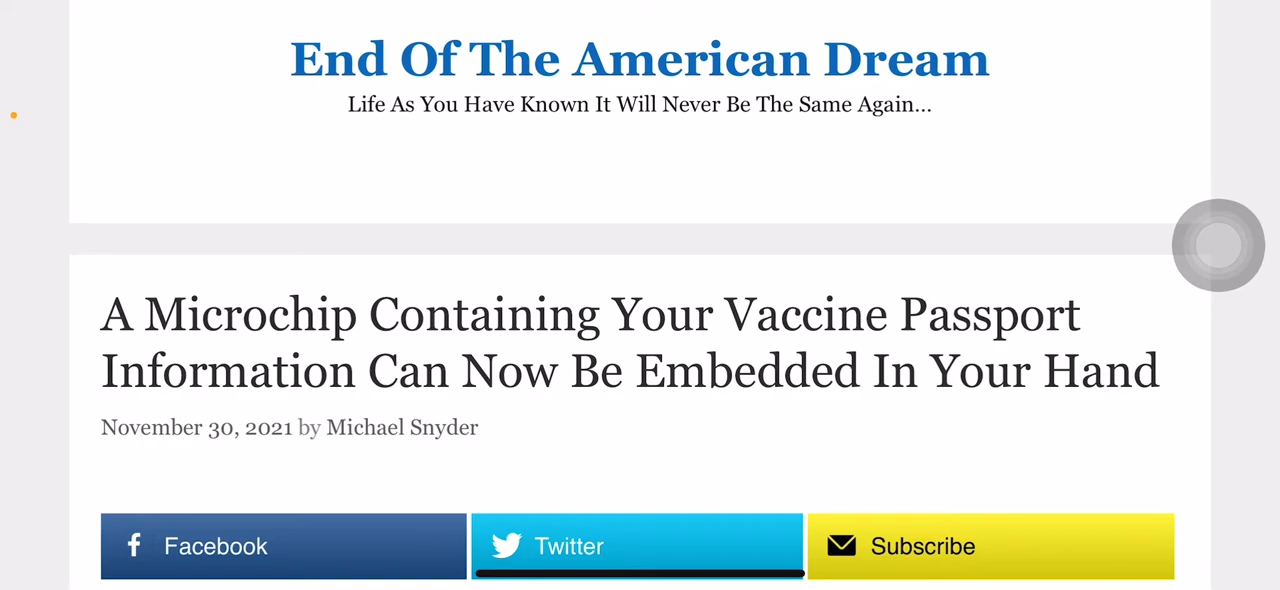 End Of The American Dream
Life As You Have Known It Will Never Be The Same Again...
A Microchip Containing Your Vaccine Passport
Information Can Now Be Embedded In Your Hand
November 30, 2021 by Michael Snyder
Facebook
Twitter
Subscribe